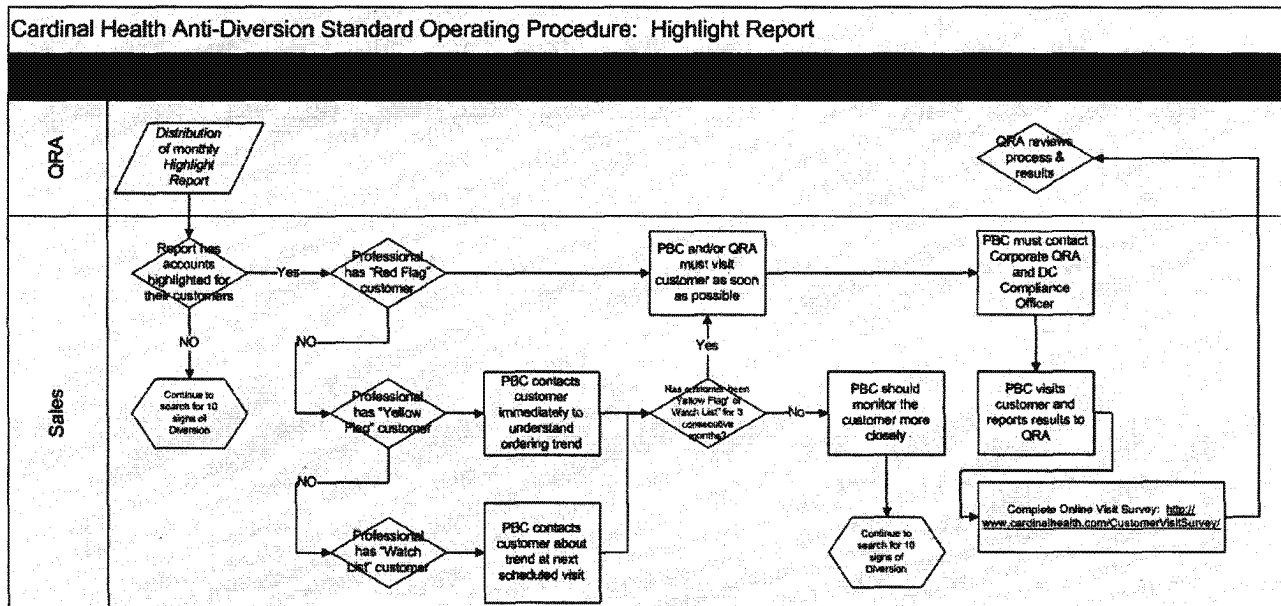 Cardinal Health Anti-Diversion Standard Operating Procedure: Highlight Report
QRA
Distribution
of monthly
Highlight
Report
QRA reviews
process &
results
Sales
Report has
accounts
highlighted for
their customers
Yes
Professional
has "Red Flag"
customer
PBC and/or QRA
must visit
customer as soon
as possible
PBC must contact
Corporate QRA
and DC
Compliance
Officer
NO
NO
Yes
Continue to
search for 10
signs of
Diversion
Professional
has "Yellow
Flag" customer
PBC contacts
customer
immediately to
understand
ordering trend
Has customer been
"Yellow Flag" or
Watch List" for 3
consecutive
months?
No
PBC should
monitor the
customer more
closely
PBC visits
customer and
reports results to
QRA
NO
Professional
has "Watch
List" customer
PBC contacts
customer about
trend at next
scheduled visit
Continue to
search for 10
signs of
Diversion
Complete Online Visit Survey: http://
www.cardinalhealth.com/CustomerVisitSurvey/